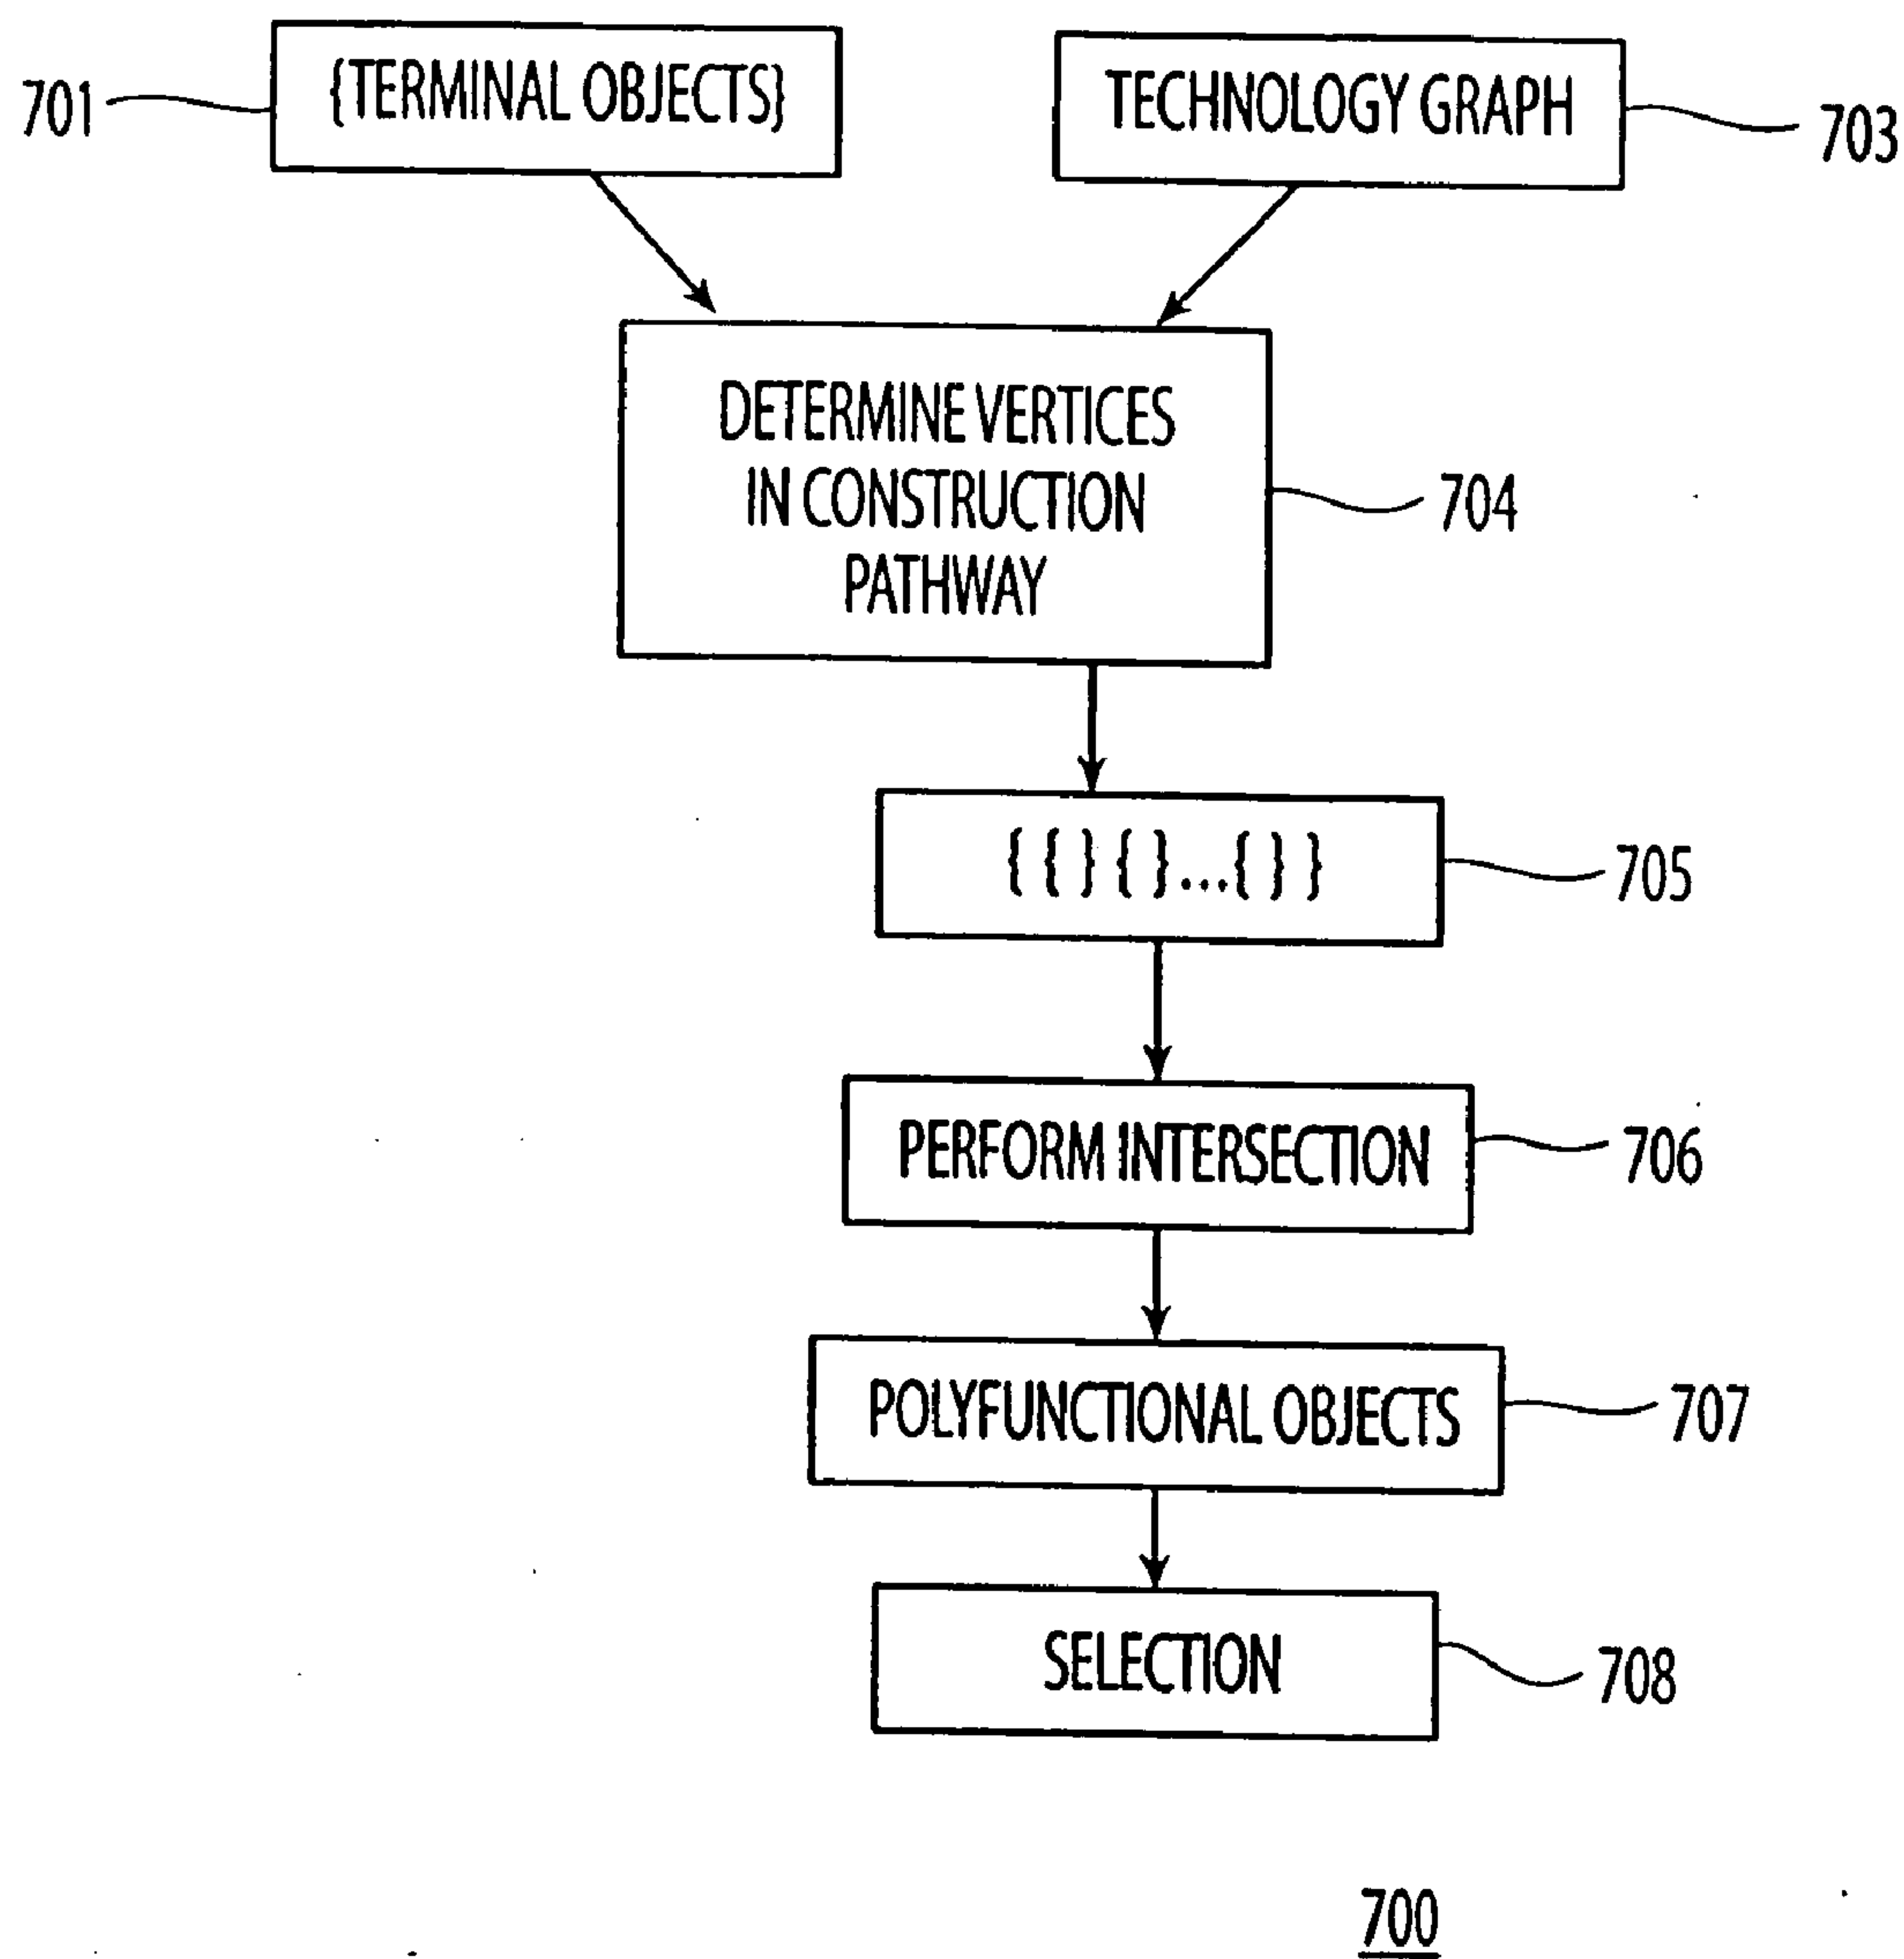 701
{TERMINAL OBJECTS}
TECHNOLOGY GRAPH
703
DETERMINE VERTICES
IN CONSTRUCTION
PATHWAY
704
{ { } { } ... { } }
705
PERFORM INTERSECTION
706
POLYFUNCTIONAL OBJECTS
707
SELECTION
708
700